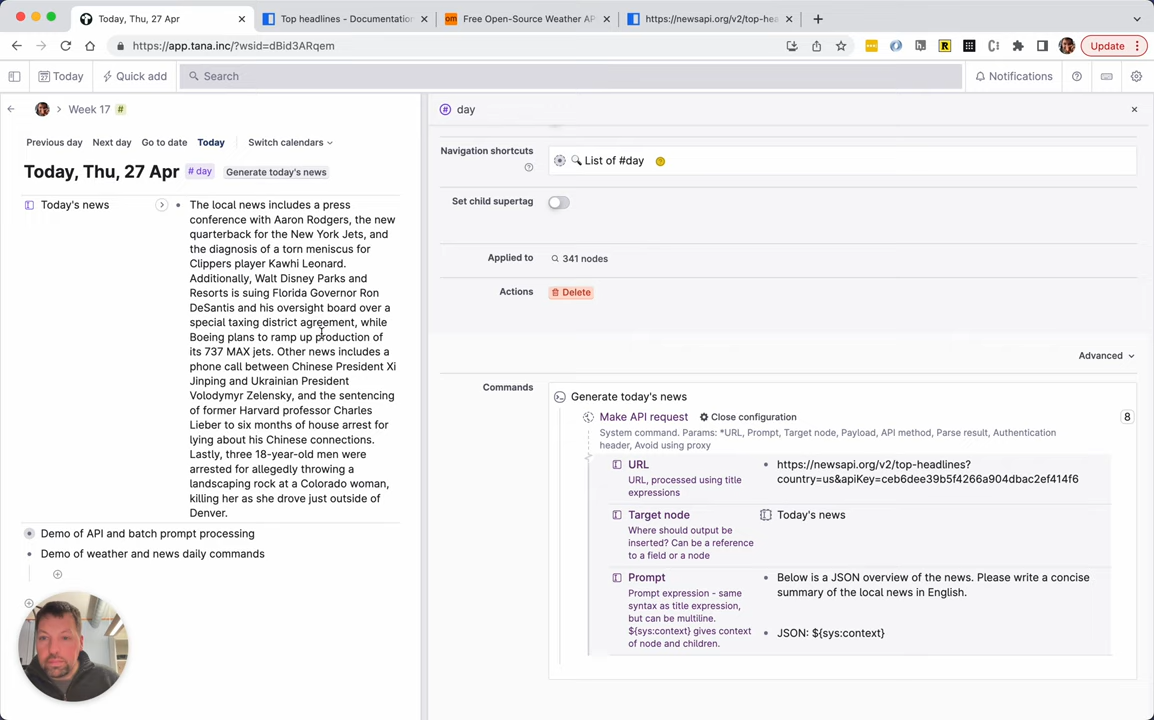 Today, Thu, 27 Apr
Top headlines - Documentatio
Free Open-Source Weather AP
https://newsapi.org/v2/top-hea
https://app.tana.inc/?wsid=dBid3ARqem
Update
Today
Quick add
Search
Notifications
Week 17 #
Previous day Next day Go to date Today Switch calendars
Today, Thu, 27 Apr # day Generate today's news
Today's news
The local news includes a press
conference with Aaron Rodgers, the new
quarterback for the New York Jets, and
the diagnosis of a torn meniscus for
Clippers player Kawhi Leonard.
Additionally, Walt Disney Parks and
Resorts is suing Florida Governor Ron
DeSantis and his oversight board over a
special taxing district agreement, while
Boeing plans to ramp up production of
its 737 MAX jets. Other news includes a
phone call between Chinese President Xi
Jinping and Ukrainian President
Volodymyr Zelensky, and the sentencing
of former Harvard professor Charles
Lieber to six months of house arrest for
lying about his Chinese connections.
Lastly, three 18-year-old men were
arrested for allegedly throwing a
landscaping rock at a Colorado woman,
killing her as she drove just outside of
Denver.
Demo of API and batch prompt processing
Demo of weather and news daily commands
# day
Navigation shortcuts
List of #day
Set child supertag
Applied to
341 nodes
Actions
Delete
Advanced
Commands
Generate today's news
Make API request Close configuration 8
System command. Params: *URL, Prompt, Target node, Payload, API method, Parse result, Authentication
header, Avoid using proxy
URL
URL, processed using title
expressions
https://newsapi.org/v2/top-headlines?
country=us&apiKey=ceb6dee39b5f4266a904dbac2ef414f6
Target node
Where should output be
inserted? Can be a reference
to a field or a node
Today's news
Prompt
Prompt expression - same
syntax as title expression,
but can be multiline.
${sys:context} gives context
of node and children.
Below is a JSON overview of the news. Please write a concise
summary of the local news in English.
JSON: ${sys:context}